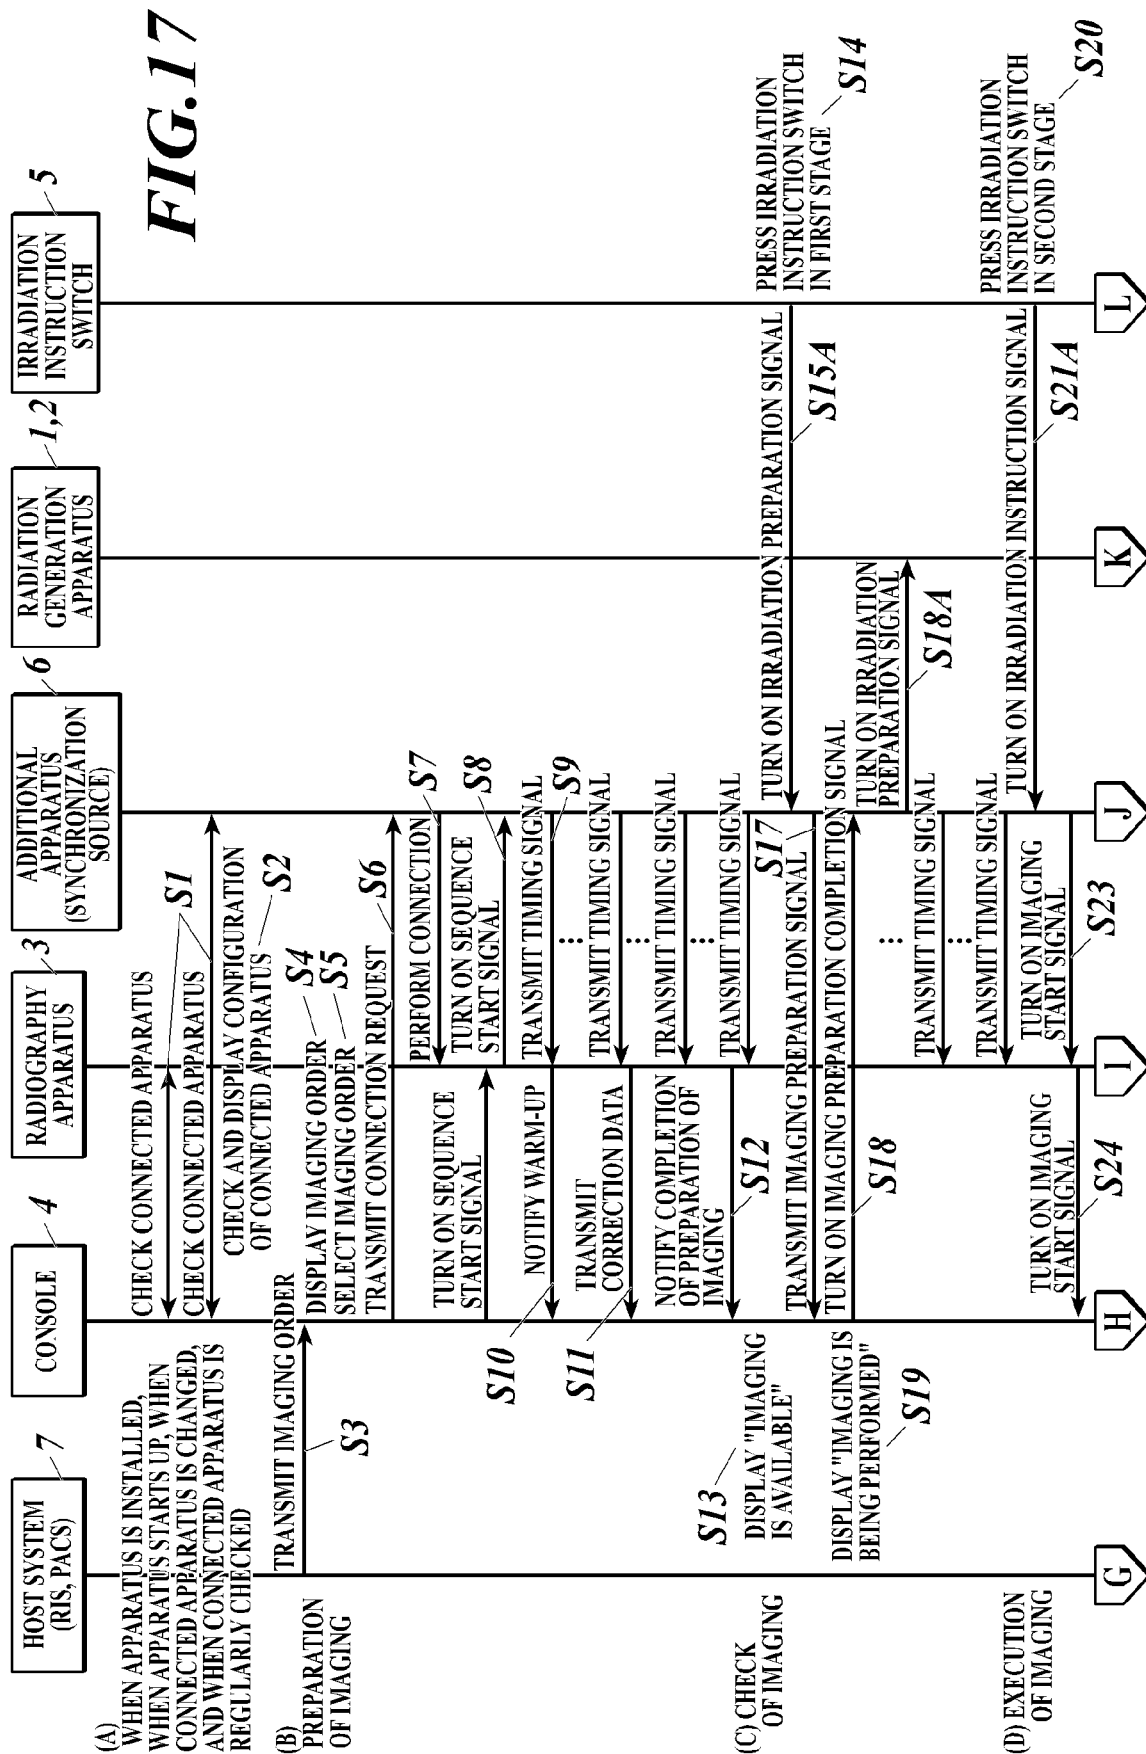 FIG.17
HOST SYSTEM
(RIS, PACS)
7
CONSOLE
4
RADIOGRAPHY
APPARATUS
3
ADDITIONAL
APPARATUS
(SYNCHRONIZATION
SOURCE)
6
RADIATION
GENERATION
APPARATUS
1,2
IRRADIATION
INSTRUCTION
SWITCH
5
(A)
WHEN APPARATUS IS INSTALLED,
WHEN APPARATUS STARTS UP, WHEN
CONNECTED APPARATUS IS CHANGED,
AND WHEN CONNECTED APPARATUS IS
REGULARLY CHECKED
CHECK CONNECTED APPARATUS
S1
CHECK CONNECTED APPARATUS
CHECK AND DISPLAY CONFIGURATION
OF CONNECTED APPARATUS
S2
(B)
PREPARATION
OF IMAGING
TRANSMIT IMAGING ORDER
S3
DISPLAY IMAGING ORDER
S4
SELECT IMAGING ORDER
S5
TRANSMIT CONNECTION REQUEST
S6
PERFORM CONNECTION
S7
TURN ON SEQUENCE
START SIGNAL
TURN ON SEQUENCE
START SIGNAL
S8
TRANSMIT TIMING SIGNAL
S9
NOTIFY WARM-UP
S10
...
TRANSMIT TIMING SIGNAL
TRANSMIT
CORRECTION DATA
S11
...
TRANSMIT TIMING SIGNAL
...
TRANSMIT TIMING SIGNAL
NOTIFY COMPLETION
OF PREPARATION OF
IMAGING
S12
(C) CHECK
OF IMAGING
S13
DISPLAY "IMAGING
IS AVAILABLE"
PRESS IRRADIATION
INSTRUCTION SWITCH
IN FIRST STAGE
S14
TURN ON IRRADIATION PREPARATION SIGNAL
S15A
TRANSMIT IMAGING PREPARATION SIGNAL
S17
TURN ON IMAGING PREPARATION COMPLETION SIGNAL
S18
DISPLAY "IMAGING IS
BEING PERFORMED"
S19
TURN ON IRRADIATION
PREPARATION SIGNAL
S18A
...
TRANSMIT TIMING SIGNAL
...
TRANSMIT TIMING SIGNAL
(D) EXECUTION
OF IMAGING
PRESS IRRADIATION
INSTRUCTION SWITCH
IN SECOND STAGE
S20
TURN ON IRRADIATION INSTRUCTION SIGNAL
S21A
TURN ON IMAGING
START SIGNAL
S23
TURN ON IMAGING
START SIGNAL
S24
G
H
I
J
K
L